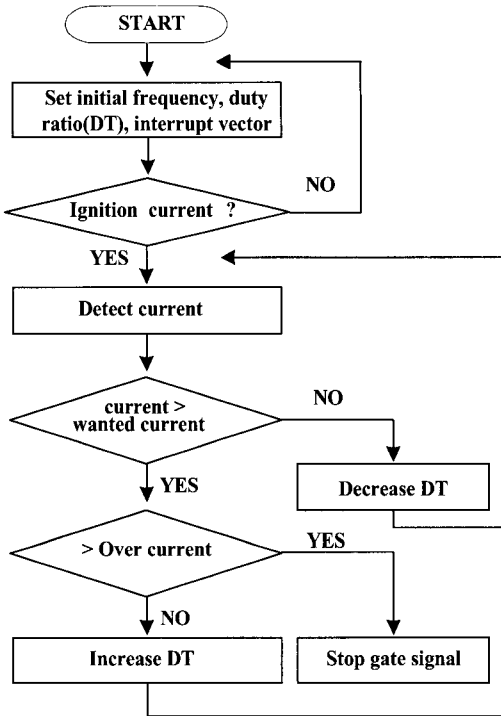 START
Set initial frequency, duty
ratio(DT), interrupt vector
NO
Ignition current ?
YES
Detect current
current >
wanted current
NO
YES
Decrease DT
> Over current
YES
NO
Increase DT
Stop gate signal